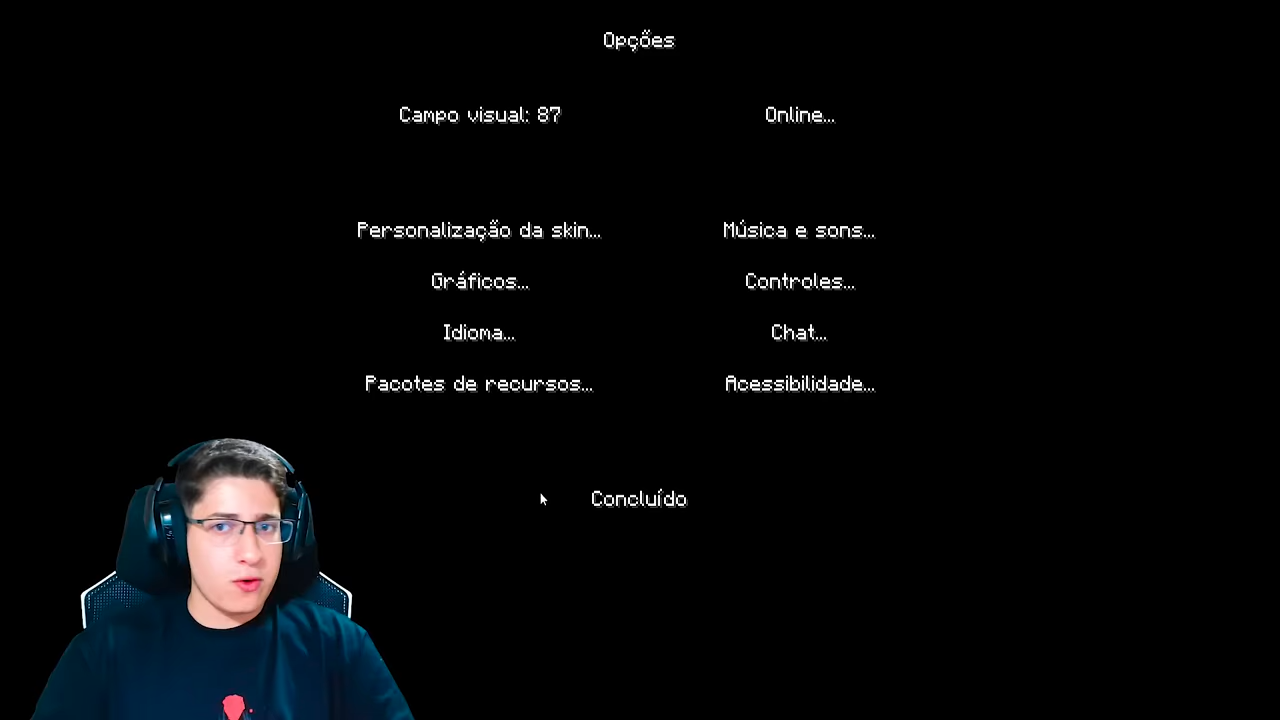 Opções
Campo visual: 87
Online...
Personalização da skin...
Música e sons...
Gráficos...
Controles...
Idioma...
Chat...
Pacotes de recursos...
Acessibilidade...
Concluído